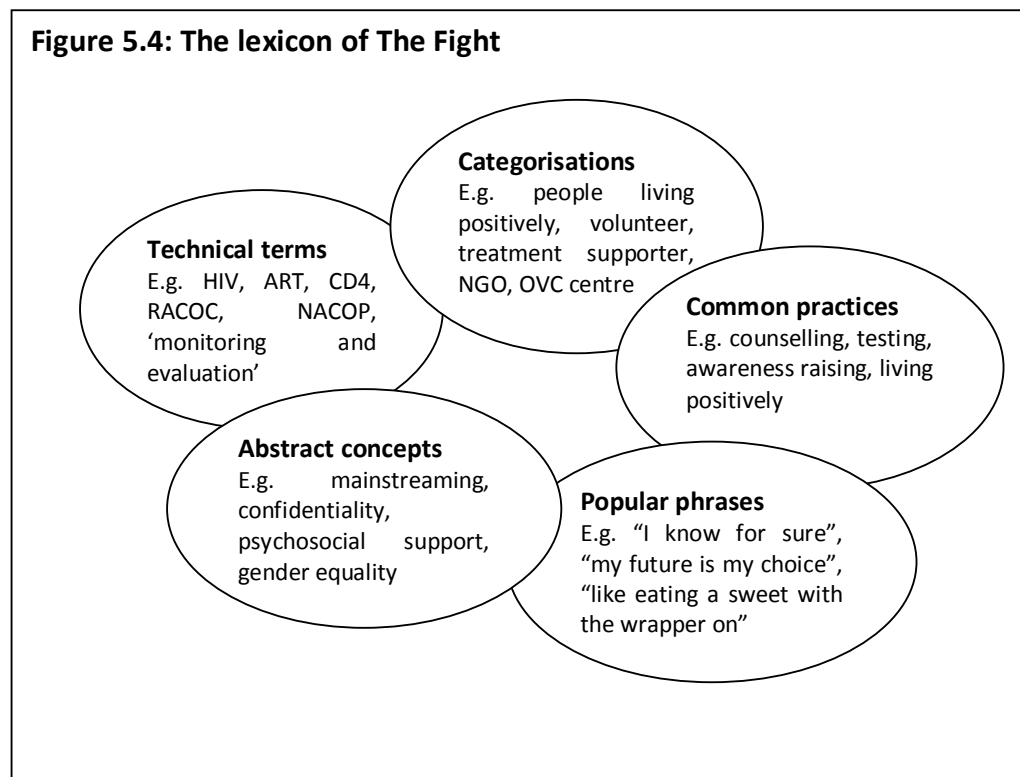 Figure 5.4: The lexicon of The Fight
Categorisations
E.g. people living
positively, volunteer,
treatment supporter,
NGO, OVC centre
Technical terms
E.g. HIV, ART, CD4,
RACOC, NACOP,
‘monitoring and
evaluation’
Common practices
E.g. counselling, testing,
awareness raising, living
positively
Abstract concepts
E.g. mainstreaming,
confidentiality,
psychosocial support,
gender equality
Popular phrases
E.g. “I know for sure”,
“my future is my choice”,
“like eating a sweet with
the wrapper on”